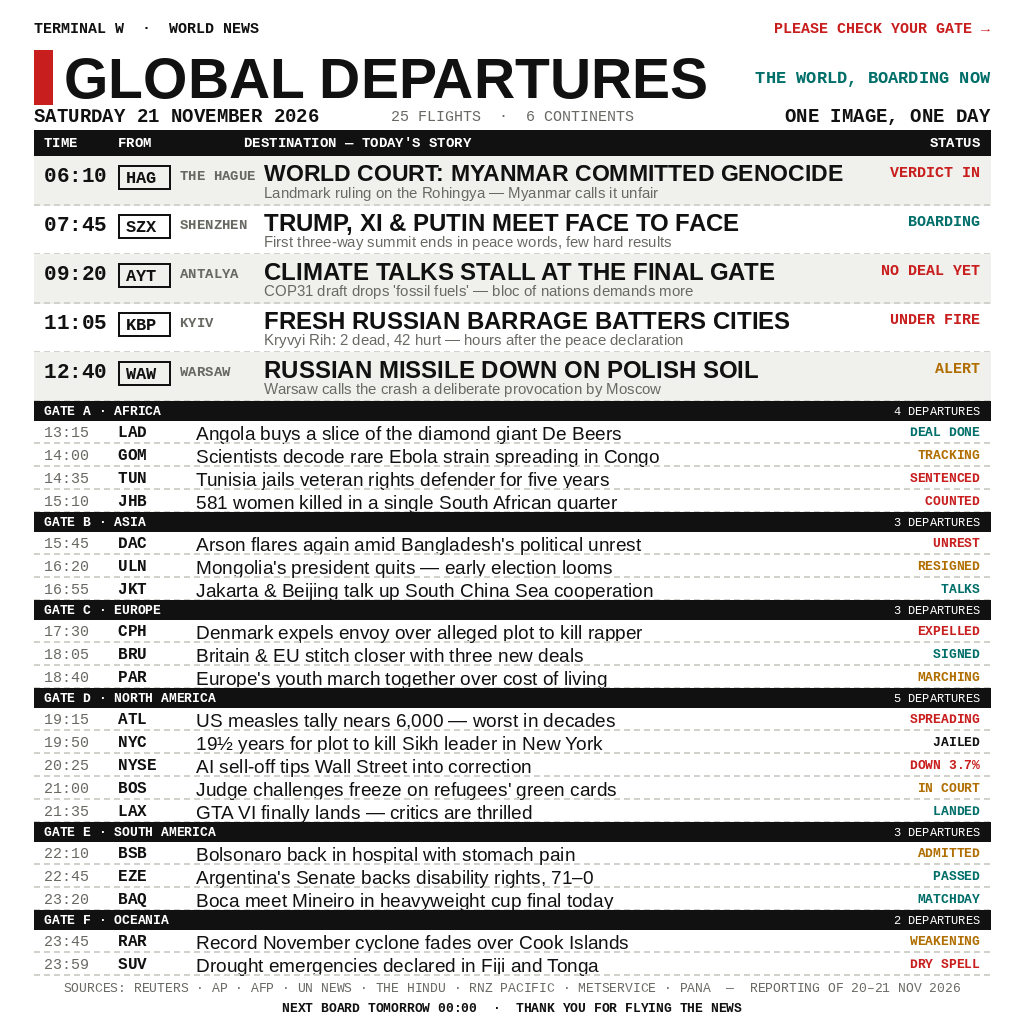 TERMINAL W · WORLD NEWS PLEASE CHECK YOUR GATE →
GLOBAL DEPARTURES THE WORLD, BOARDING NOW
SATURDAY 21 NOVEMBER 2026 25 FLIGHTS · 6 CONTINENTS ONE IMAGE, ONE DAY
TIME FROM DESTINATION — TODAY'S STORY STATUS
06:10 HAG THE HAGUE WORLD COURT: MYANMAR COMMITTED GENOCIDE VERDICT IN
Landmark ruling on the Rohingya — Myanmar calls it unfair
07:45 SZX SHENZHEN TRUMP, XI & PUTIN MEET FACE TO FACE BOARDING
First three-way summit ends in peace words, few hard results
09:20 AYT ANTALYA CLIMATE TALKS STALL AT THE FINAL GATE NO DEAL YET
COP31 draft drops 'fossil fuels' — bloc of nations demands more
11:05 KBP KYIV FRESH RUSSIAN BARRAGE BATTERS CITIES UNDER FIRE
Kryvyi Rih: 2 dead, 42 hurt — hours after the peace declaration
12:40 WAW WARSAW RUSSIAN MISSILE DOWN ON POLISH SOIL ALERT
Warsaw calls the crash a deliberate provocation by Moscow
GATE A · AFRICA 4 DEPARTURES
13:15 LAD Angola buys a slice of the diamond giant De Beers DEAL DONE
14:00 GOM Scientists decode rare Ebola strain spreading in Congo TRACKING
14:35 TUN Tunisia jails veteran rights defender for five years SENTENCED
15:10 JHB 581 women killed in a single South African quarter COUNTED
GATE B · ASIA 3 DEPARTURES
15:45 DAC Arson flares again amid Bangladesh's political unrest UNREST
16:20 ULN Mongolia's president quits — early election looms RESIGNED
16:55 JKT Jakarta & Beijing talk up South China Sea cooperation TALKS
GATE C · EUROPE 3 DEPARTURES
17:30 CPH Denmark expels envoy over alleged plot to kill rapper EXPELLED
18:05 BRU Britain & EU stitch closer with three new deals SIGNED
18:40 PAR Europe's youth march together over cost of living MARCHING
GATE D · NORTH AMERICA 5 DEPARTURES
19:15 ATL US measles tally nears 6,000 — worst in decades SPREADING
19:50 NYC 19½ years for plot to kill Sikh leader in New York JAILED
20:25 NYSE AI sell-off tips Wall Street into correction DOWN 3.7%
21:00 BOS Judge challenges freeze on refugees' green cards IN COURT
21:35 LAX GTA VI finally lands — critics are thrilled LANDED
GATE E · SOUTH AMERICA 3 DEPARTURES
22:10 BSB Bolsonaro back in hospital with stomach pain ADMITTED
22:45 EZE Argentina's Senate backs disability rights, 71–0 PASSED
23:20 BAQ Boca meet Mineiro in heavyweight cup final today MATCHDAY
GATE F · OCEANIA 2 DEPARTURES
23:45 RAR Record November cyclone fades over Cook Islands WEAKENING
23:59 SUV Drought emergencies declared in Fiji and Tonga DRY SPELL
SOURCES: REUTERS · AP · AFP · UN NEWS · THE HINDU · RNZ PACIFIC · METSERVICE · PANA — REPORTING OF 20–21 NOV 2026
NEXT BOARD TOMORROW 00:00 · THANK YOU FOR FLYING THE NEWS